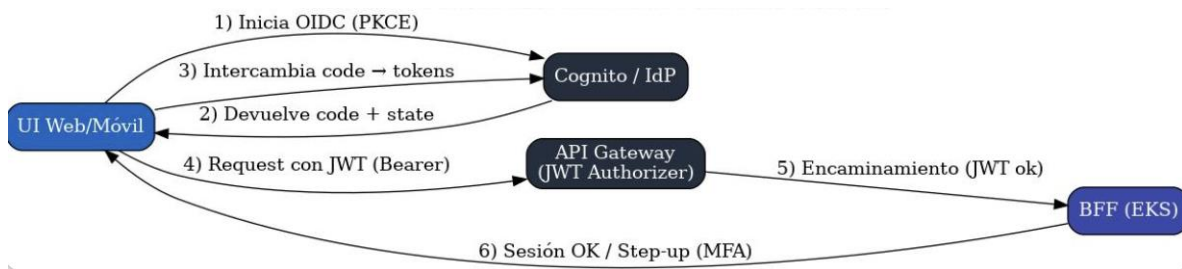 1) Inicia OIDC (PKCE)
3) Intercambia code → tokens
Cognito / IdP
2) Devuelve code + state
UI Web/Móvil
4) Request con JWT (Bearer)
API Gateway
(JWT Authorizer)
5) Encaminamiento (JWT ok)
BFF (EKS)
6) Sesión OK / Step-up (MFA)